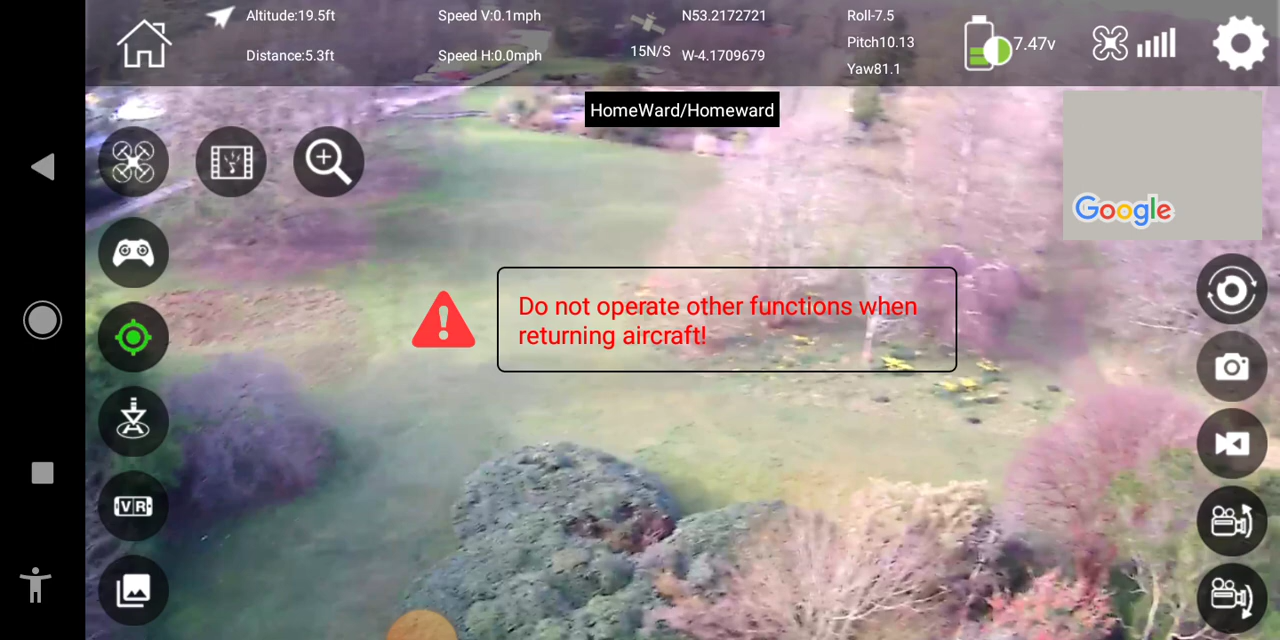 Altitude:19.5ft
Speed V:0.1mph
N53.2172721
Roll-7.5
15N/S
Pitch10.13
7.47v
Distance:5.3ft
Speed H:0.0mph
W-4.1709679
Yaw81.1
HomeWard/Homeward
Google
Do not operate other functions when
returning aircraft!
VR